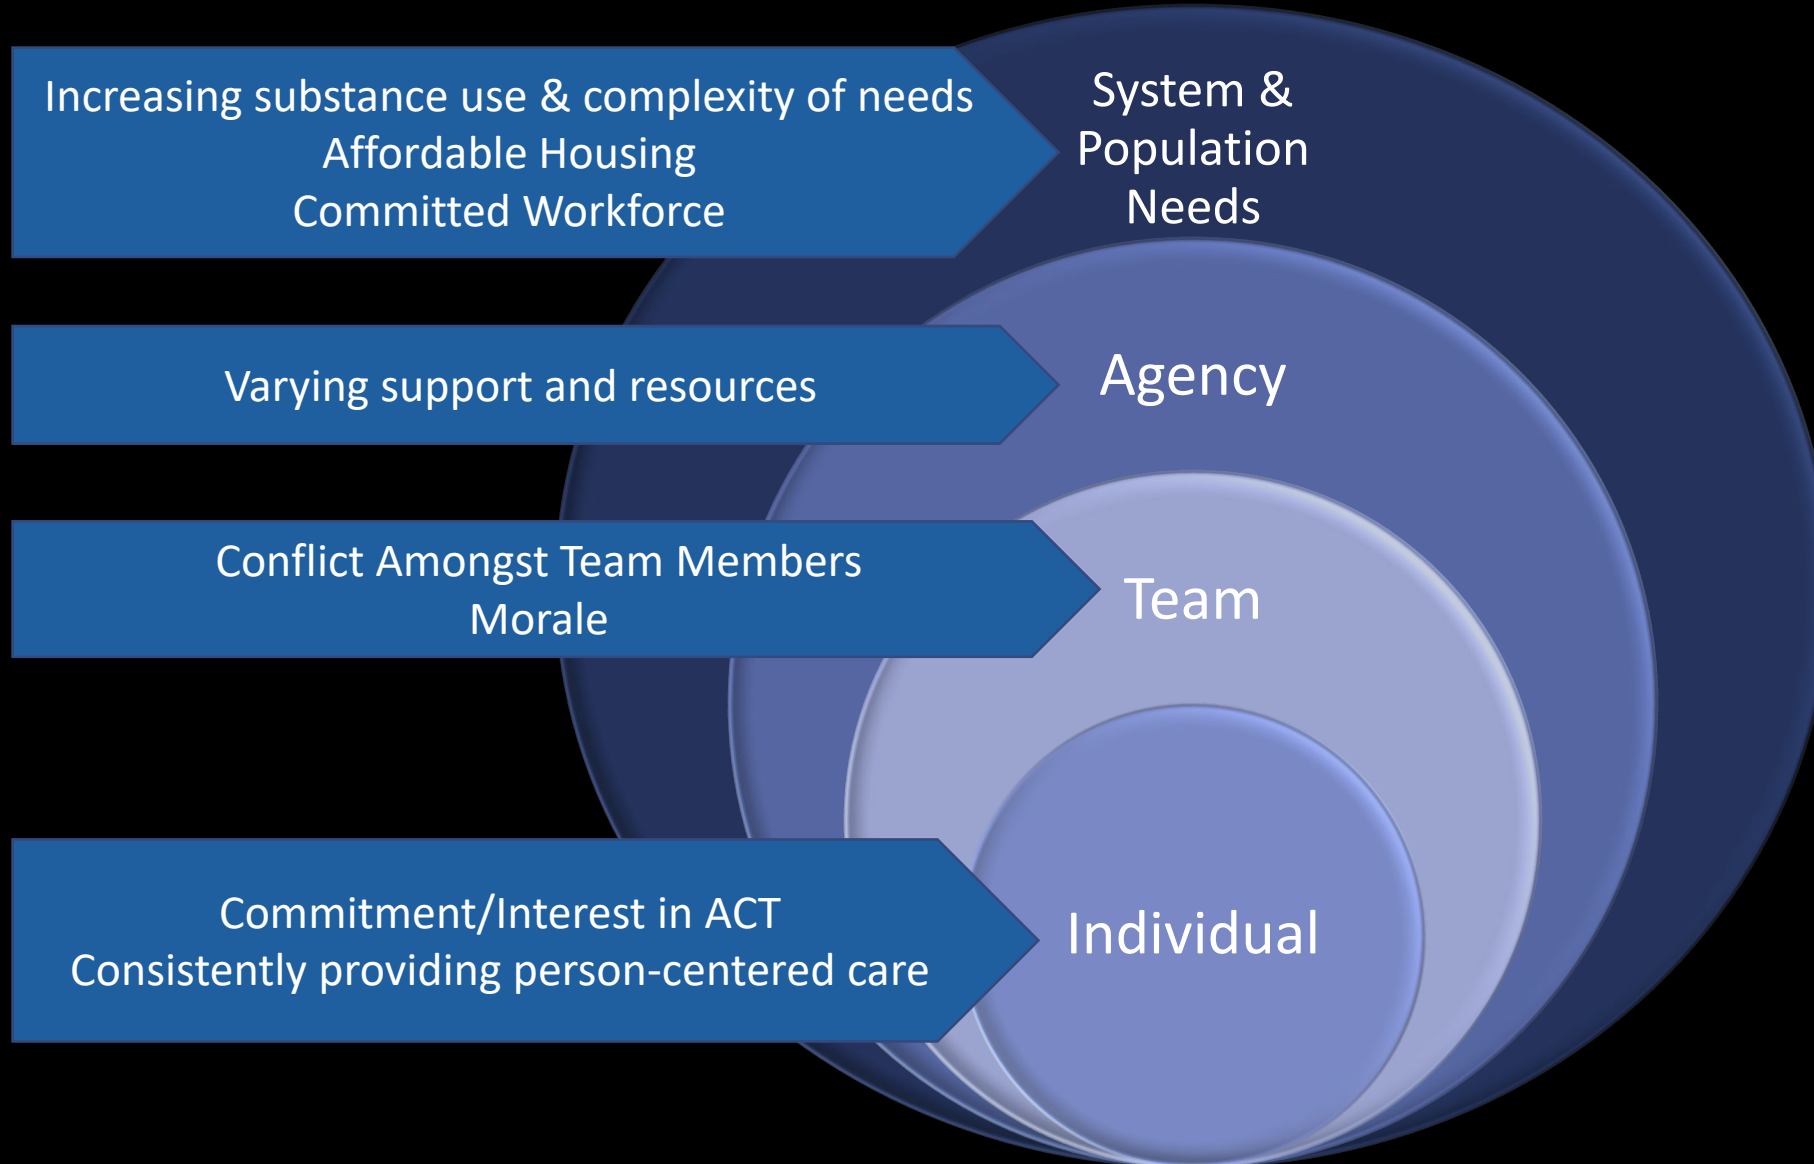 Increasing substance use & complexity of needs
Affordable Housing
Committed Workforce
System &
Population
Needs
Varying support and resources
Agency
Conflict Amongst Team Members
Morale
Team
Commitment/Interest in ACT
Consistently providing person-centered care
Individual